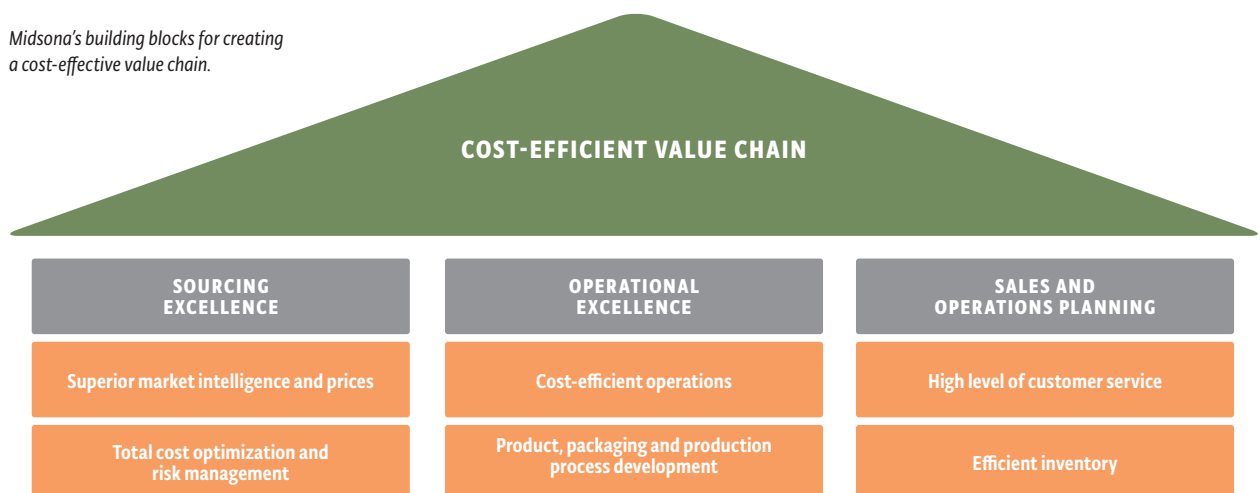 Midsona's building blocks for creating
a cost-effective value chain.
COST-EFFICIENT VALUE CHAIN
SOURCING
EXCELLENCE
OPERATIONAL
EXCELLENCE
SALES AND
OPERATIONS PLANNING
Superior market intelligence and prices
Cost-efficient operations
High level of customer service
Total cost optimization and
risk management
Product, packaging and production
process development
Efficient inventory